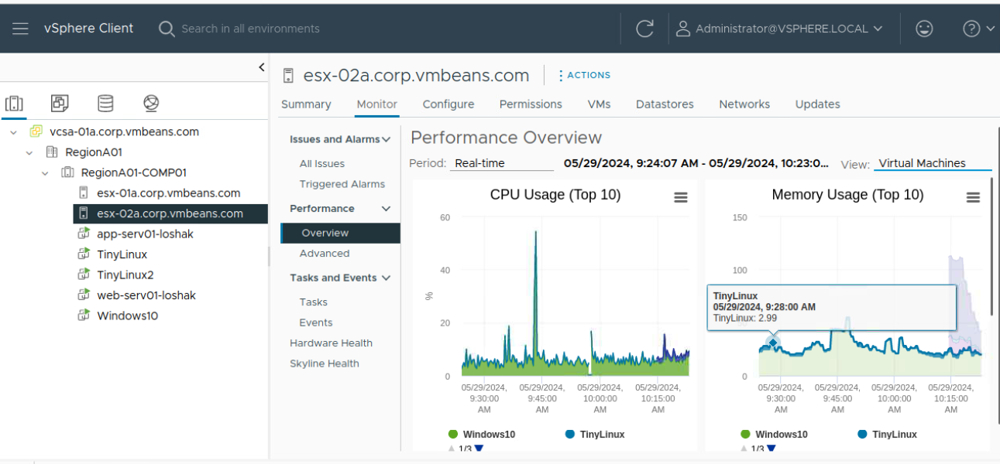 vSphere Client
Search in all environments
Administrator@VSPHERE.LOCAL
esx-02a.corp.vmbeans.com
ACTIONS
Summary Monitor Configure Permissions VMs Datastores Networks Updates
vcsa-01a.corp.vmbeans.com
RegionA01
RegionA01-COMP01
esx-01a.corp.vmbeans.com
esx-02a.corp.vmbeans.com
app-serv01-loshak
TinyLinux
TinyLinux2
web-serv01-loshak
Windows10
Issues and Alarms
All Issues
Triggered Alarms
Performance
Overview
Advanced
Tasks and Events
Tasks
Events
Hardware Health
Skyline Health
Performance Overview
Period: Real-time 05/29/2024, 9:24:07 AM - 05/29/2024, 10:23:0... View: Virtual Machines
CPU Usage (Top 10)
60
40
%
20
0
05/29/2024, 05/29/2024, 05/29/2024, 05/29/2024,
9:30:00 9:45:00 10:00:00 10:15:00
AM AM AM AM
Windows10 TinyLinux
1/3
Memory Usage (Top 10)
150
100
TinyLinux
05/29/2024, 9:28:00 AM
TinyLinux: 2.99
0
05/29/2024, 05/29/2024, 05/29/2024, 05/29/2024,
9:30:00 9:45:00 10:00:00 10:15:00
AM AM AM AM
Windows10 TinyLinux
1/3